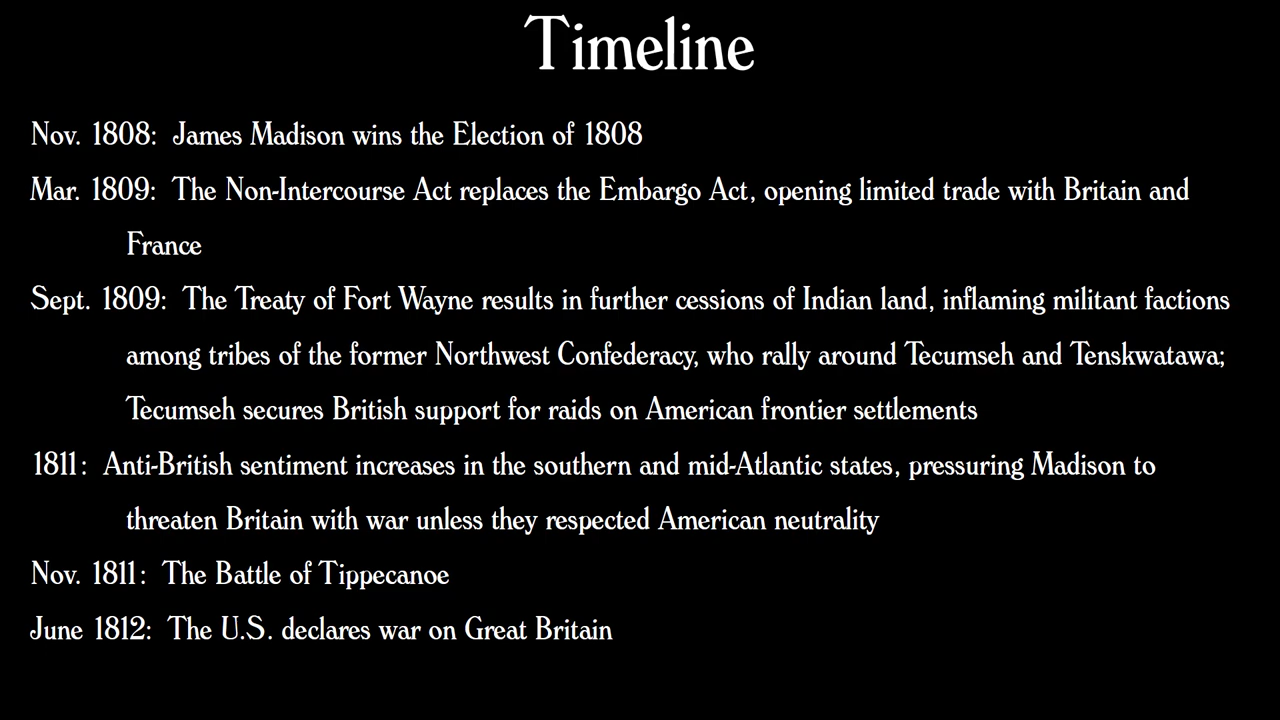 Timeline
Nov. 1808: James Madison wins the Election of 1808
Mar. 1809: The Non-Intercourse Act replaces the Embargo Act, opening limited trade with Britain and
France
Sept. 1809: The Treaty of Fort Wayne results in further cessions of Indian land, inflaming militant factions
among tribes of the former Northwest Confederacy, who rally around Tecumseh and Tenskwatawa;
Tecumseh secures British support for raids on American frontier settlements
1811: Anti-British sentiment increases in the southern and mid-Atlantic states, pressuring Madison to
threaten Britain with war unless they respected American neutrality
Nov. 1811: The Battle of Tippecanoe
June 1812: The U.S. declares war on Great Britain